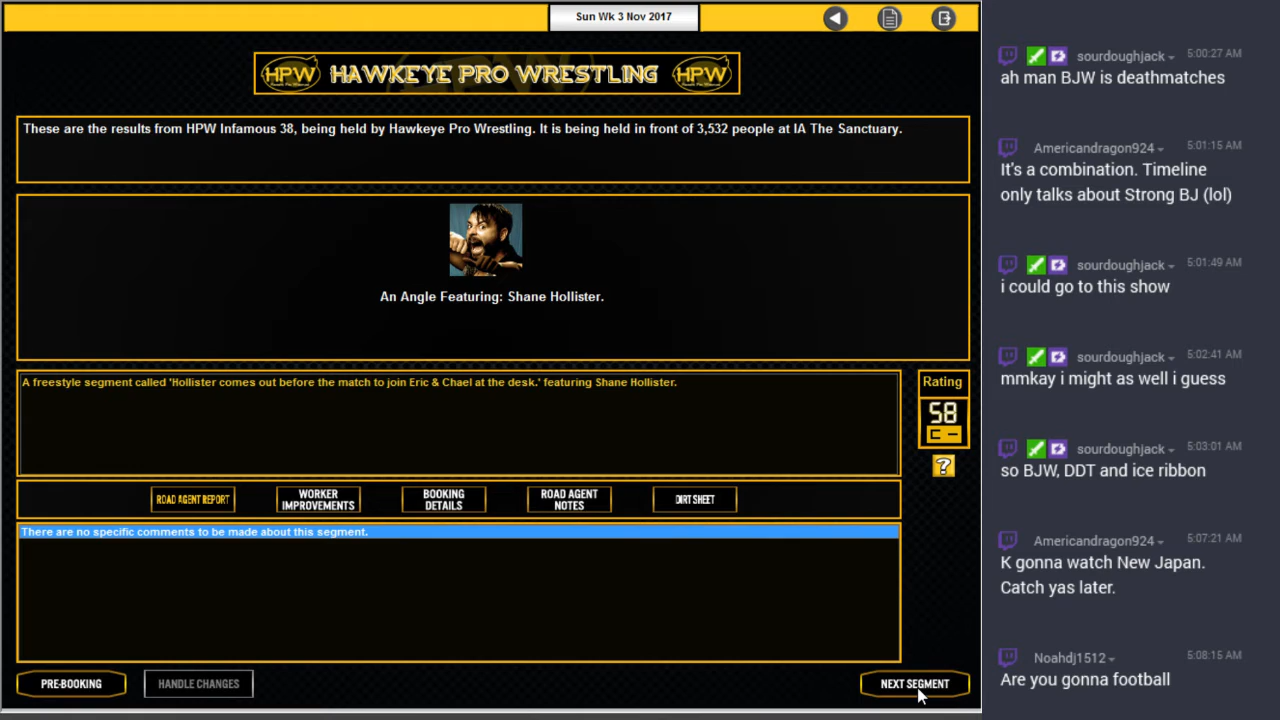 Sun Wk 3 Nov 2017
HPW HAWKEYE PRO WRESTLING HPW
These are the results from HPW Infamous 38, being held by Hawkeye Pro Wrestling. It is being held in front of 3,532 people at IA The Sanctuary.
An Angle Featuring: Shane Hollister.
A freestyle segment called 'Hollister comes out before the match to join Eric & Chael at the desk.' featuring Shane Hollister.
Rating
58
C -
?
ROAD AGENT REPORT
WORKER
IMPROVEMENTS
BOOKING
DETAILS
ROAD AGENT
NOTES
DIRT SHEET
There are no specific comments to be made about this segment.
PRE-BOOKING
HANDLE CHANGES
NEXT SEGMENT
sourdoughjack 5:00:27 AM
ah man BJW is deathmatches
Americandragon924 5:01:15 AM
It's a combination. Timeline
only talks about Strong BJ (lol)
sourdoughjack 5:01:49 AM
i could go to this show
sourdoughjack 5:02:41 AM
mmkay i might as well i guess
sourdoughjack 5:03:01 AM
so BJW, DDT and ice ribbon
Americandragon924 5:07:21 AM
K gonna watch New Japan.
Catch yas later.
Noahdj1512 5:08:15 AM
Are you gonna football